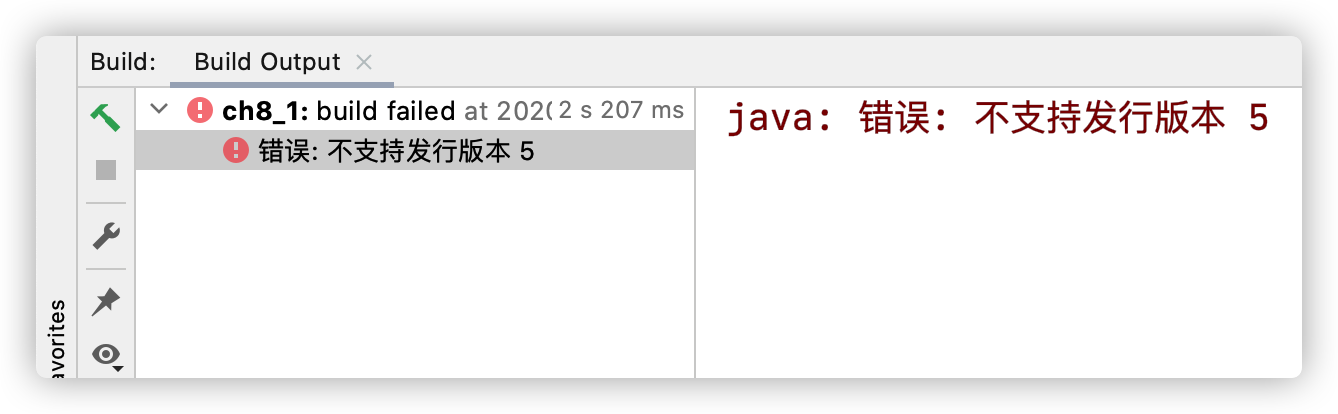 Build: Build Output
ch8_1: build failed at 2020 2 s 207 ms
错误: 不支持发行版本 5
java: 错误: 不支持发行版本 5
avorites